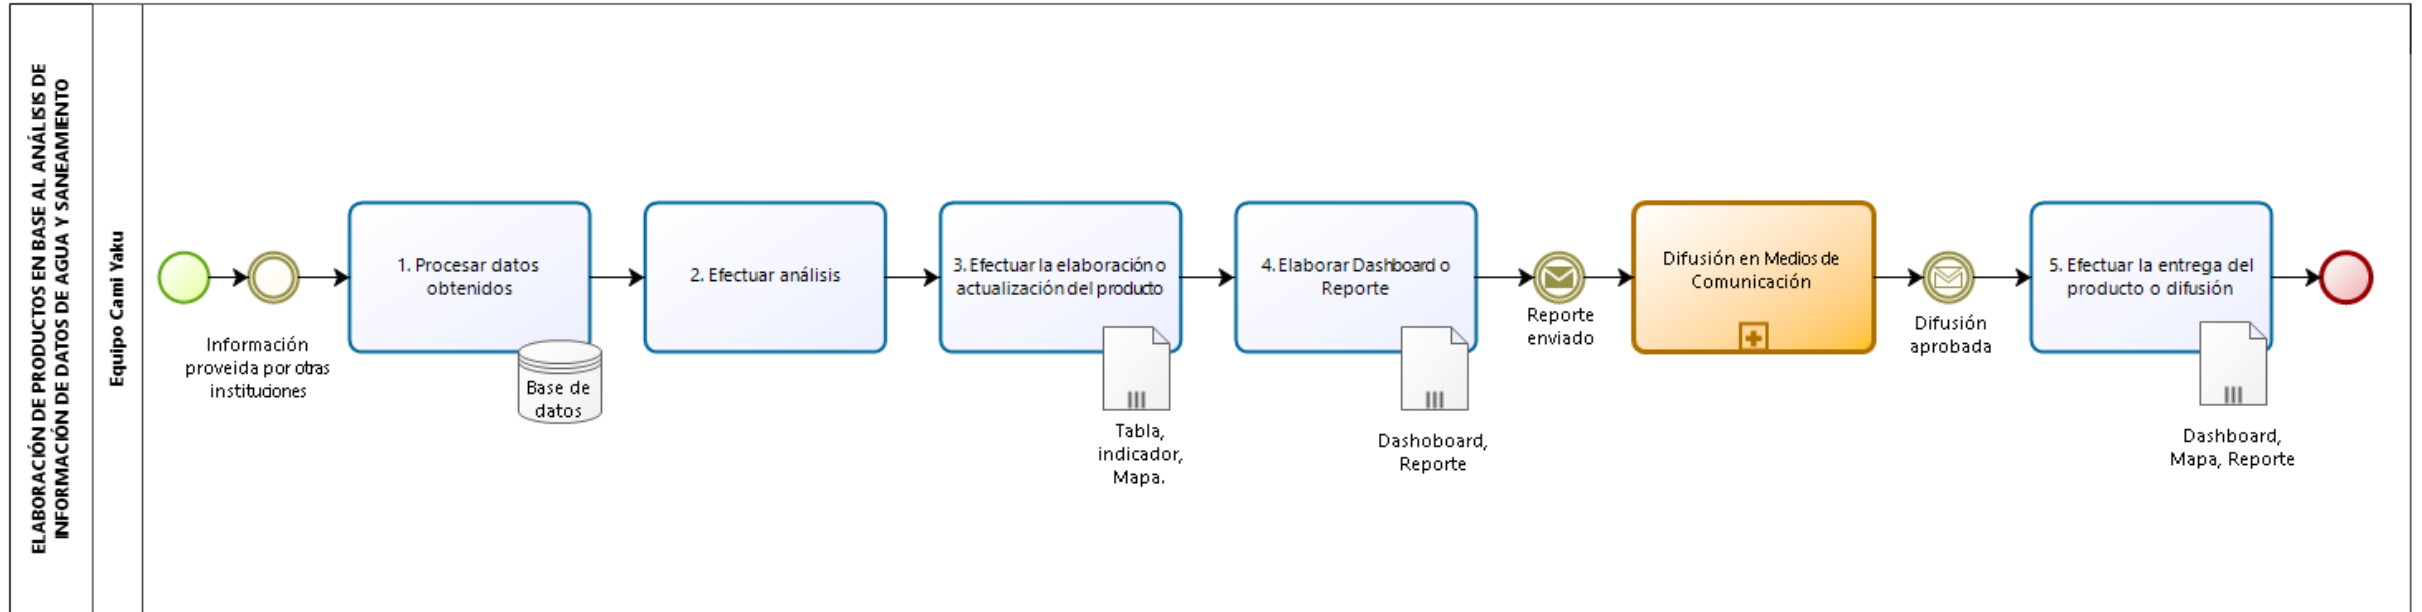 ELABORACIÓN DE PRODUCTOS EN BASE AL ANÁLISIS DE
INFORMACIÓN DE DATOS DE AGUA Y SANEAMIENTO
Equipo Cami Yaku
Información
proveida por otras
instituciones
1. Procesar datos
obtenidos
Base de
datos
2. Efectuar análisis
3. Efectuar la elaboración o
actualización del producto
Tabla,
indicador,
Mapa.
4. Elaborar Dashboard o
Reporte
Dashoboard,
Reporte
Reporte
enviado
Difusión en Medios de
Comunicación
Difusión
aprobada
5. Efectuar la entrega del
producto o difusión
Dashboard,
Mapa, Reporte